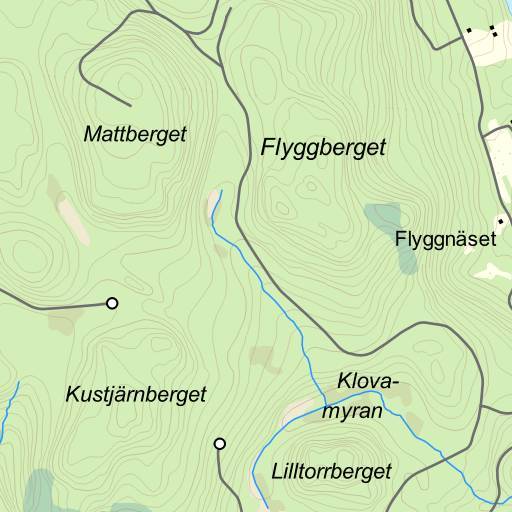 Mattberget
Flyggberget
Flyggnäset
Klova-
myran
Kustjärnberget
Lilltorrberget